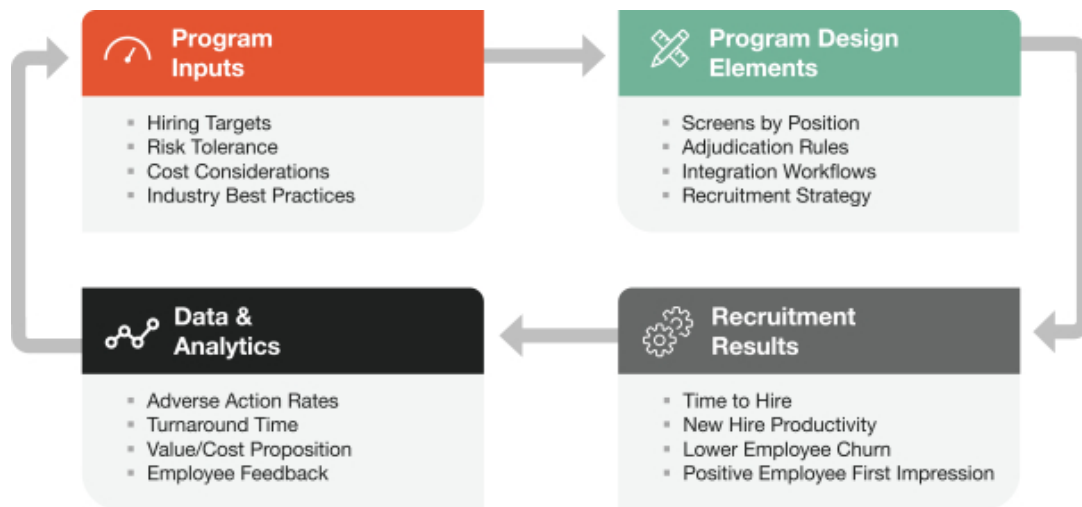 Program
Inputs
Hiring Targets
Risk Tolerance
Cost Considerations
Industry Best Practices
Program Design
Elements
Screens by Position
Adjudication Rules
Integration Workflows
Recruitment Strategy
Data &
Analytics
Adverse Action Rates
Turnaround Time
Value/Cost Proposition
Employee Feedback
Recruitment
Results
Time to Hire
New Hire Productivity
Lower Employee Churn
Positive Employee First Impression